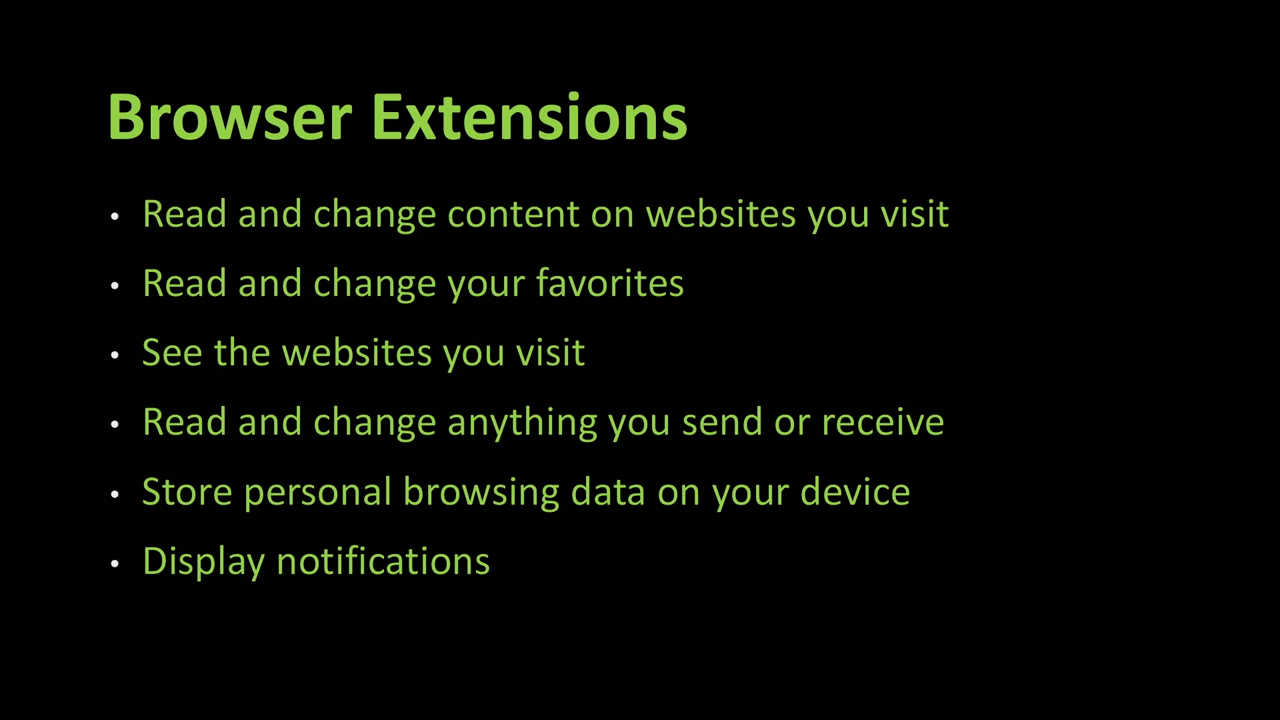 Browser Extensions
• Read and change content on websites you visit
• Read and change your favorites
• See the websites you visit
• Read and change anything you send or receive
• Store personal browsing data on your device
• Display notifications